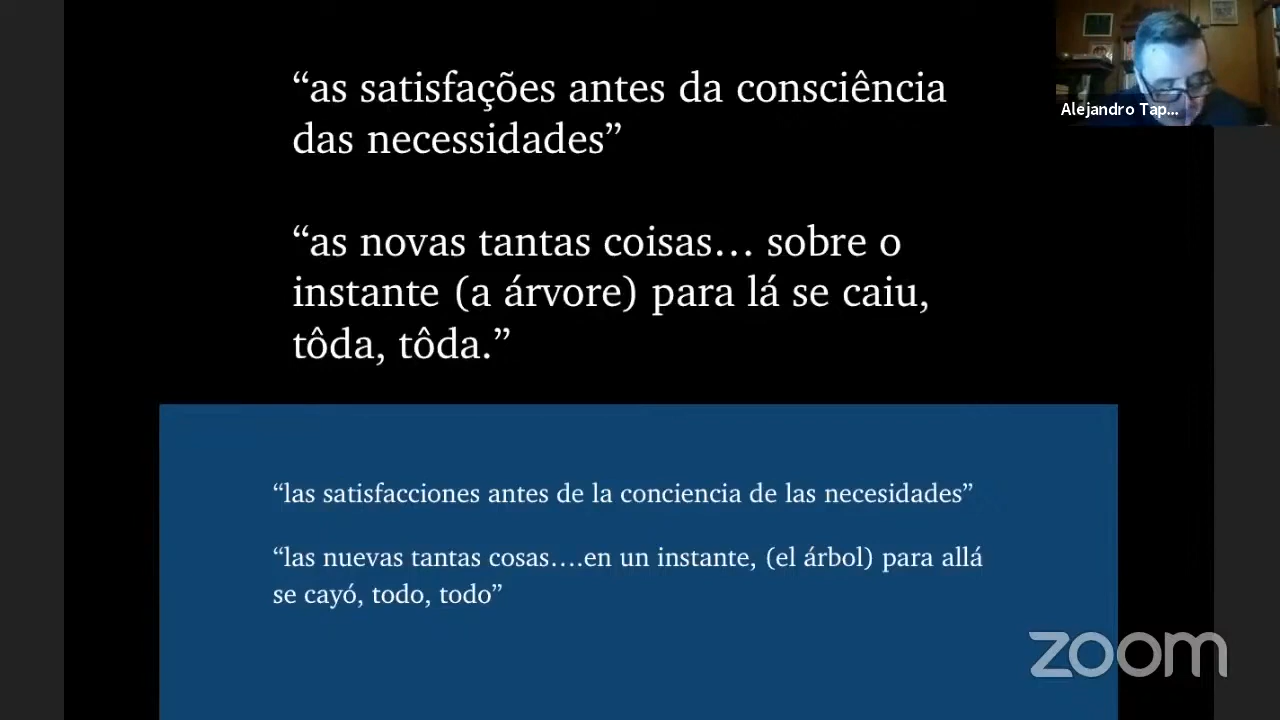 “as satisfações antes da consciência
das necessidades”
“as novas tantas coisas… sobre o
instante (a árvore) para lá se caiu,
tôda, tôda.”
“las satisfacciones antes de la conciencia de las necesidades”
“las nuevas tantas cosas….en un instante, (el árbol) para allá
se cayó, todo, todo”
Alejandro Tap...
zoom